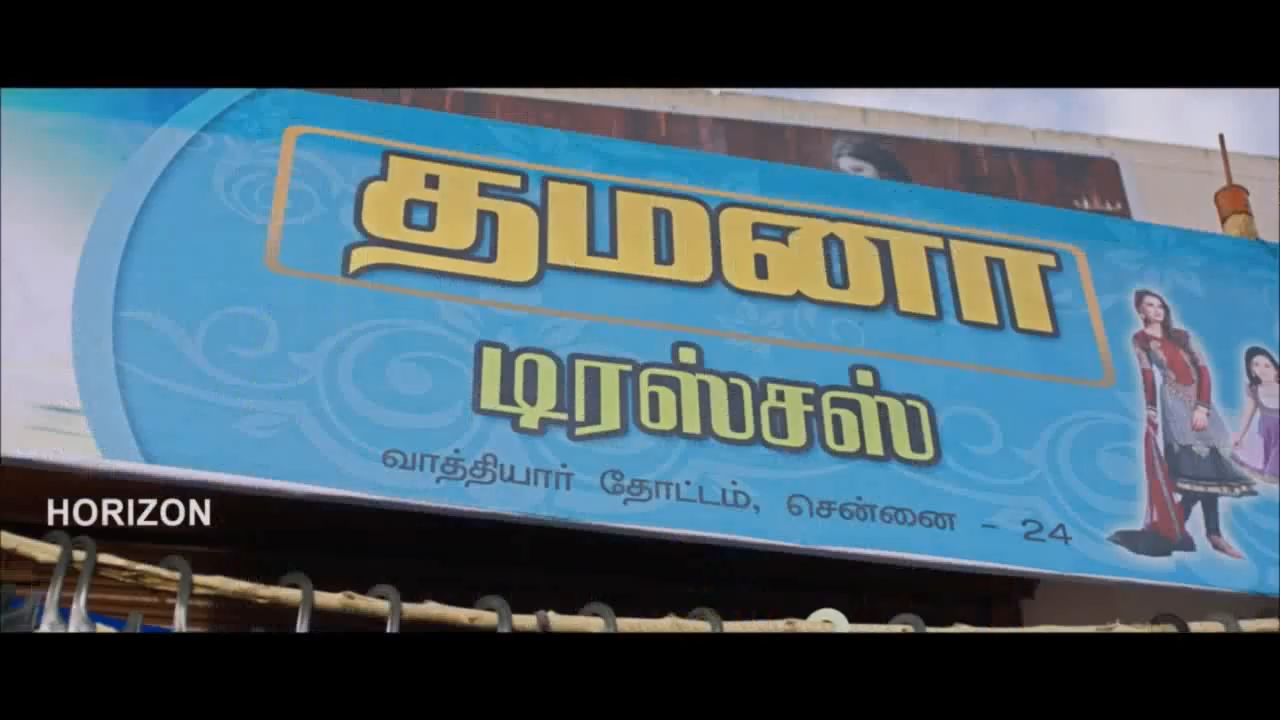 தமனா
டிரஸ்சஸ்
வாத்தியார் தோட்டம், சென்னை - 24
HORIZON